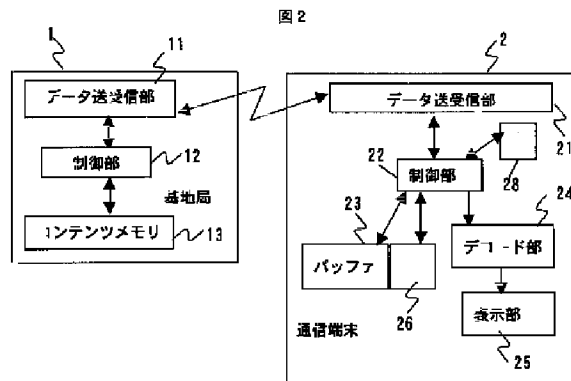 図2
1
11
データ送受信部
制御部
12
基地局
コンテンツメモリ
13
2
データ送受信部
21
22
制御部
28
23
24
バッファ
デコード部
26
通信端末
表示部
25